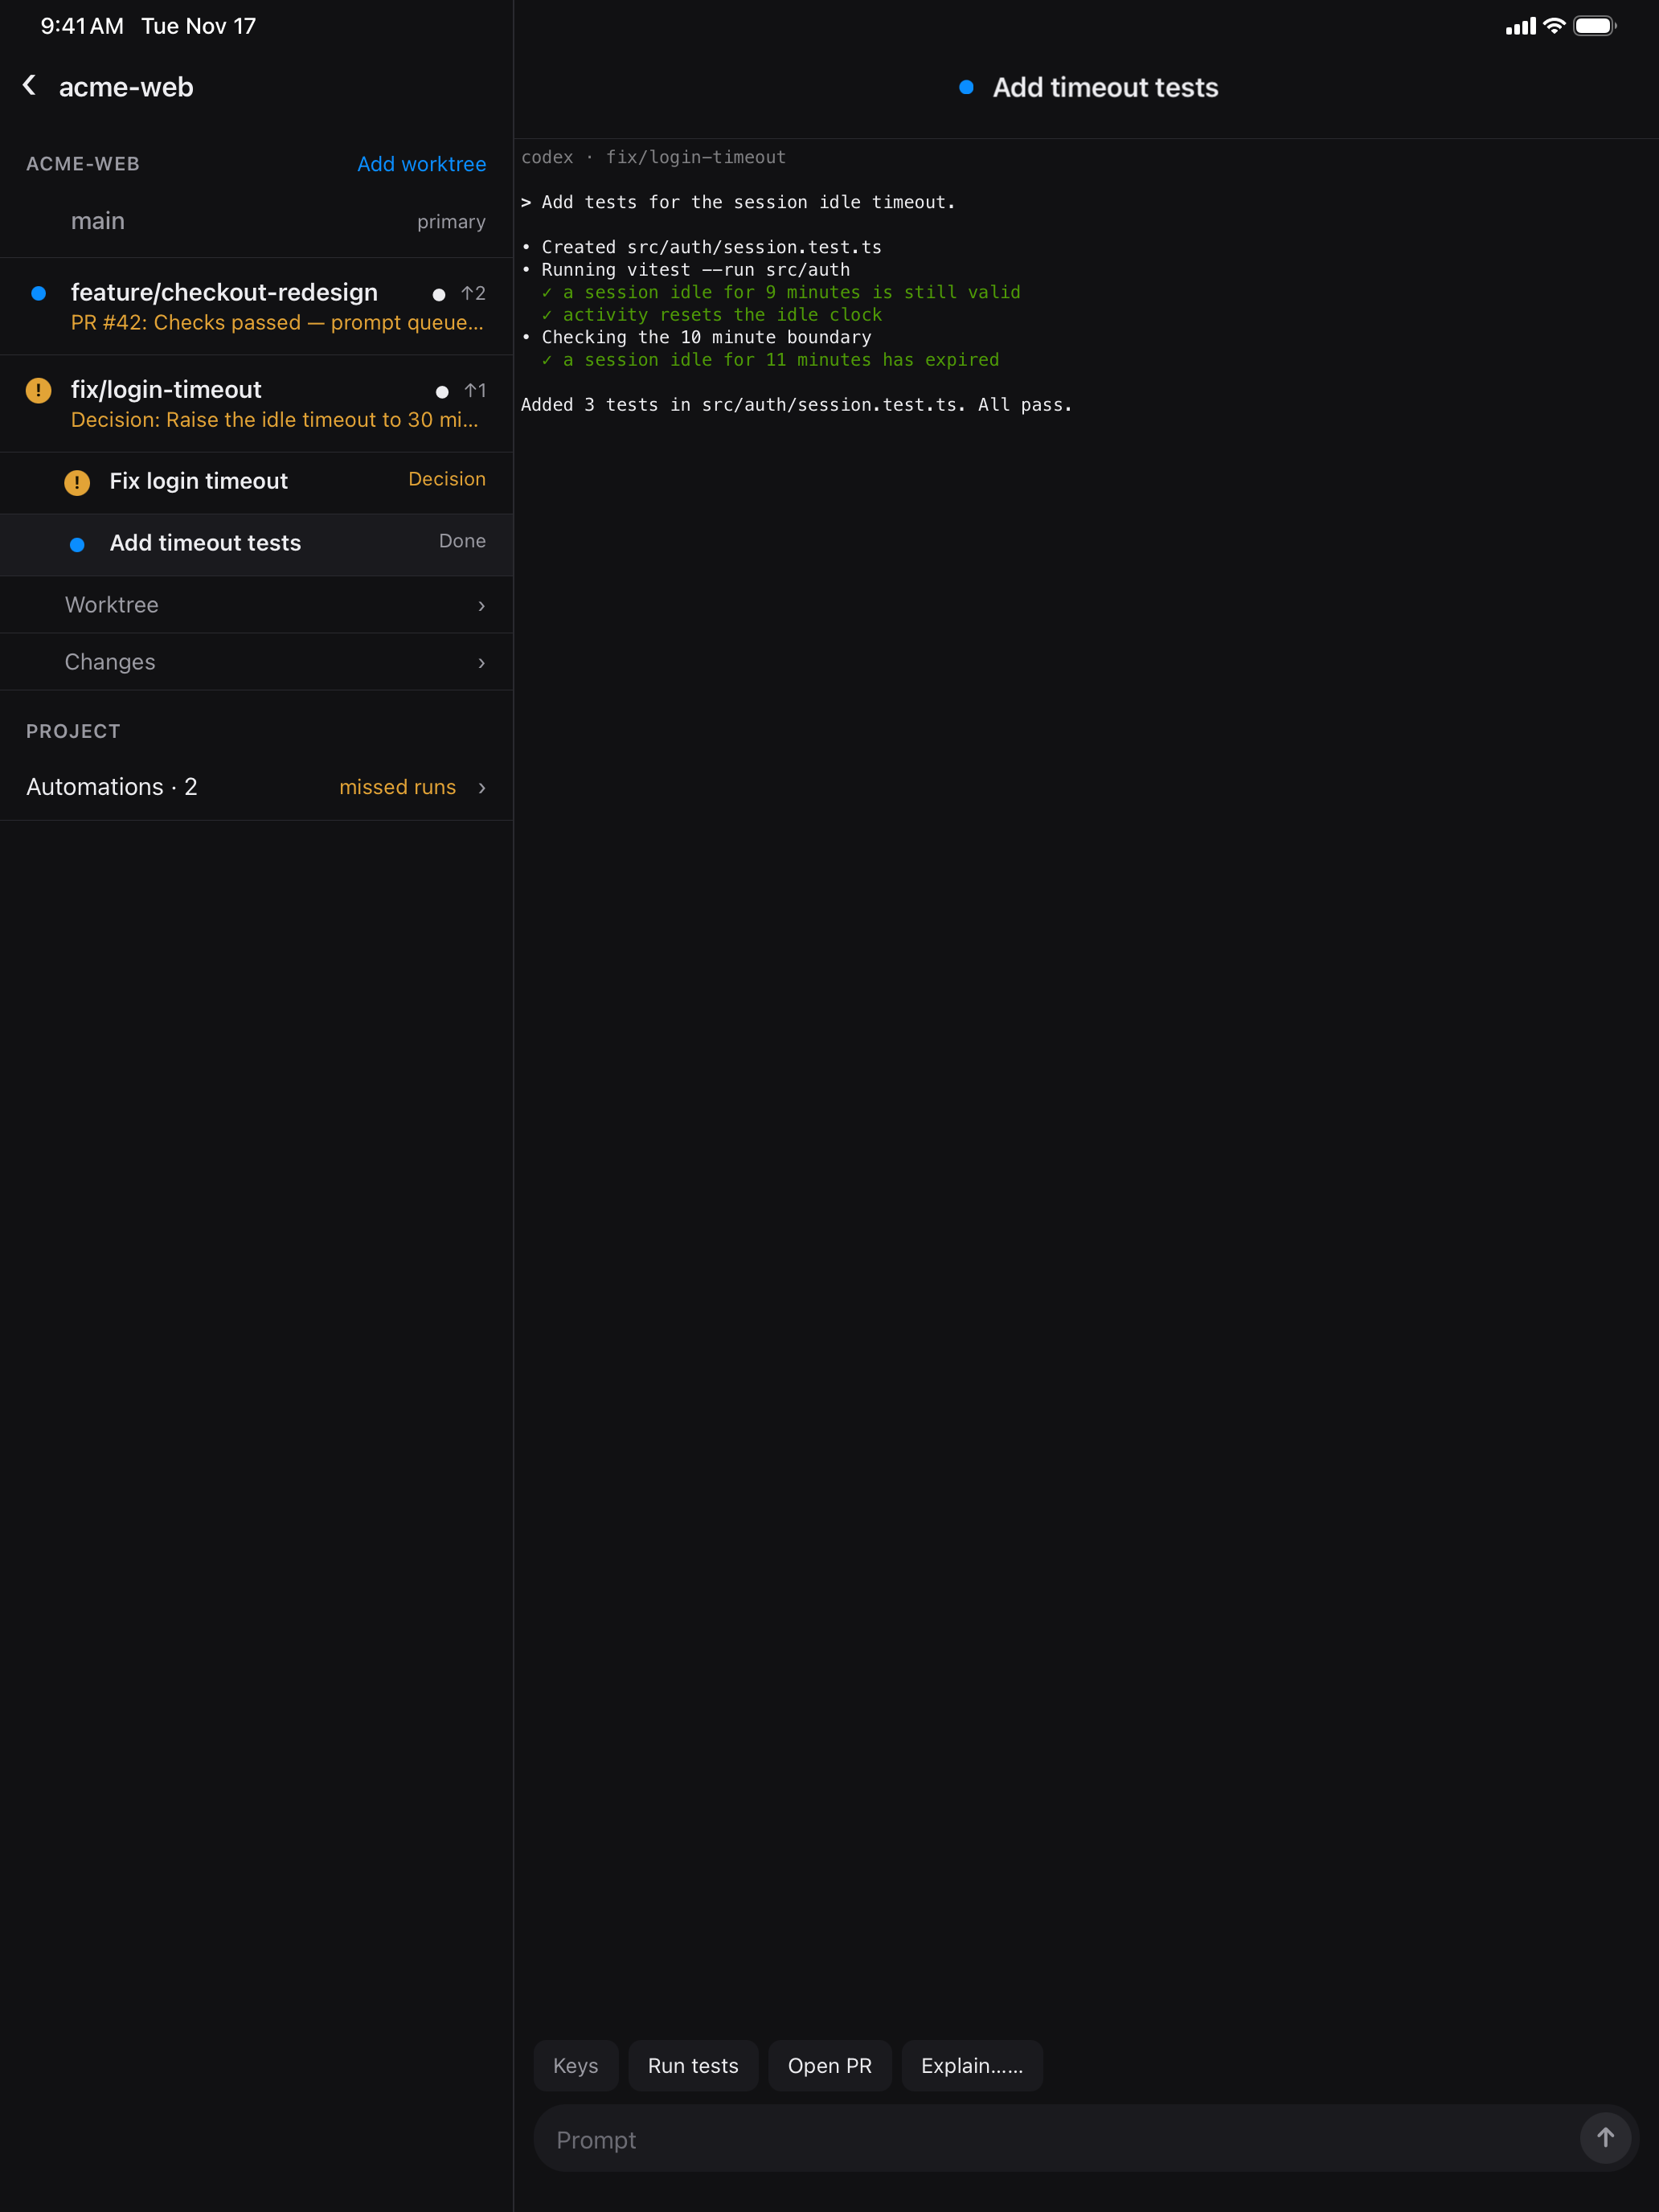 9:41 AM Tue Nov 17
acme-web
ACME-WEB Add worktree
main primary
feature/checkout-redesign ↑2
PR #42: Checks passed — prompt queue...
fix/login-timeout ↑1
Decision: Raise the idle timeout to 30 mi...
Fix login timeout Decision
Add timeout tests Done
Worktree ›
Changes ›
PROJECT
Automations · 2 missed runs ›
Add timeout tests
codex · fix/login-timeout
> Add tests for the session idle timeout.
• Created src/auth/session.test.ts
• Running vitest --run src/auth
✓ a session idle for 9 minutes is still valid
✓ activity resets the idle clock
• Checking the 10 minute boundary
✓ a session idle for 11 minutes has expired
Added 3 tests in src/auth/session.test.ts. All pass.
Keys Run tests Open PR Explain......
Prompt